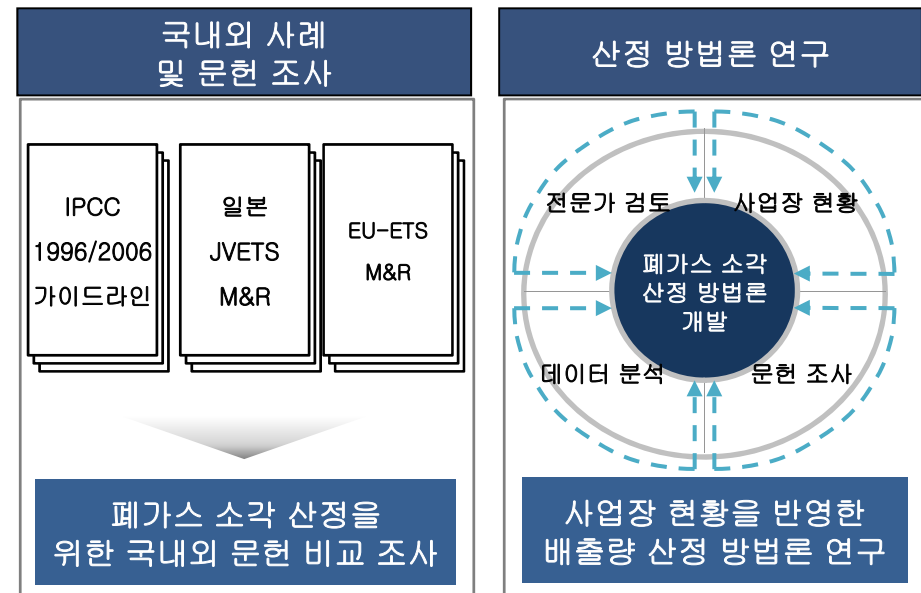 국내외 사례
및 문헌 조사
IPCC
1996/2006
가이드라인
일본
JVETS
M&R
EU-ETS
M&R
폐가스 소각 산정을
위한 국내외 문헌 비교 조사
산정 방법론 연구
전문가 검토
사업장 현황
폐가스 소각
산정 방법론
개발
데이터 분석
문헌 조사
사업장 현황을 반영한
배출량 산정 방법론 연구